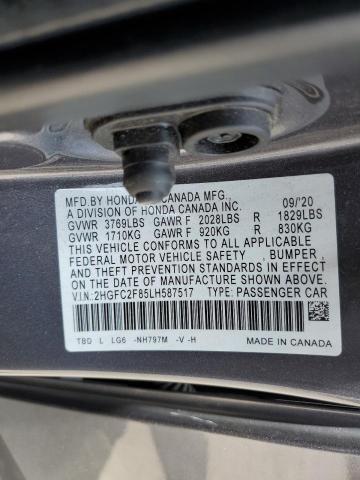 MFD.BY HONDA CANADA MFG., 09/'20
A DIVISION OF HONDA CANADA INC.
GVWR 3769LBS GAWR F 2028LBS R 1829LBS
GVWR 1710KG GAWR F 920KG R 830KG
THIS VEHICLE CONFORMS TO ALL APPLICABLE
FEDERAL MOTOR VEHICLE SAFETY , BUMPER ,
AND THEFT PREVENTION STANDARDS IN EFFECT
ON THE DATE OF MANUFACTURE SHOWN ABOVE.
V.I.N:2HGFC2F85LH587517 TYPE: PASSENGER CAR
TBD L LG6 -NH797M -V -H MADE IN CANADA